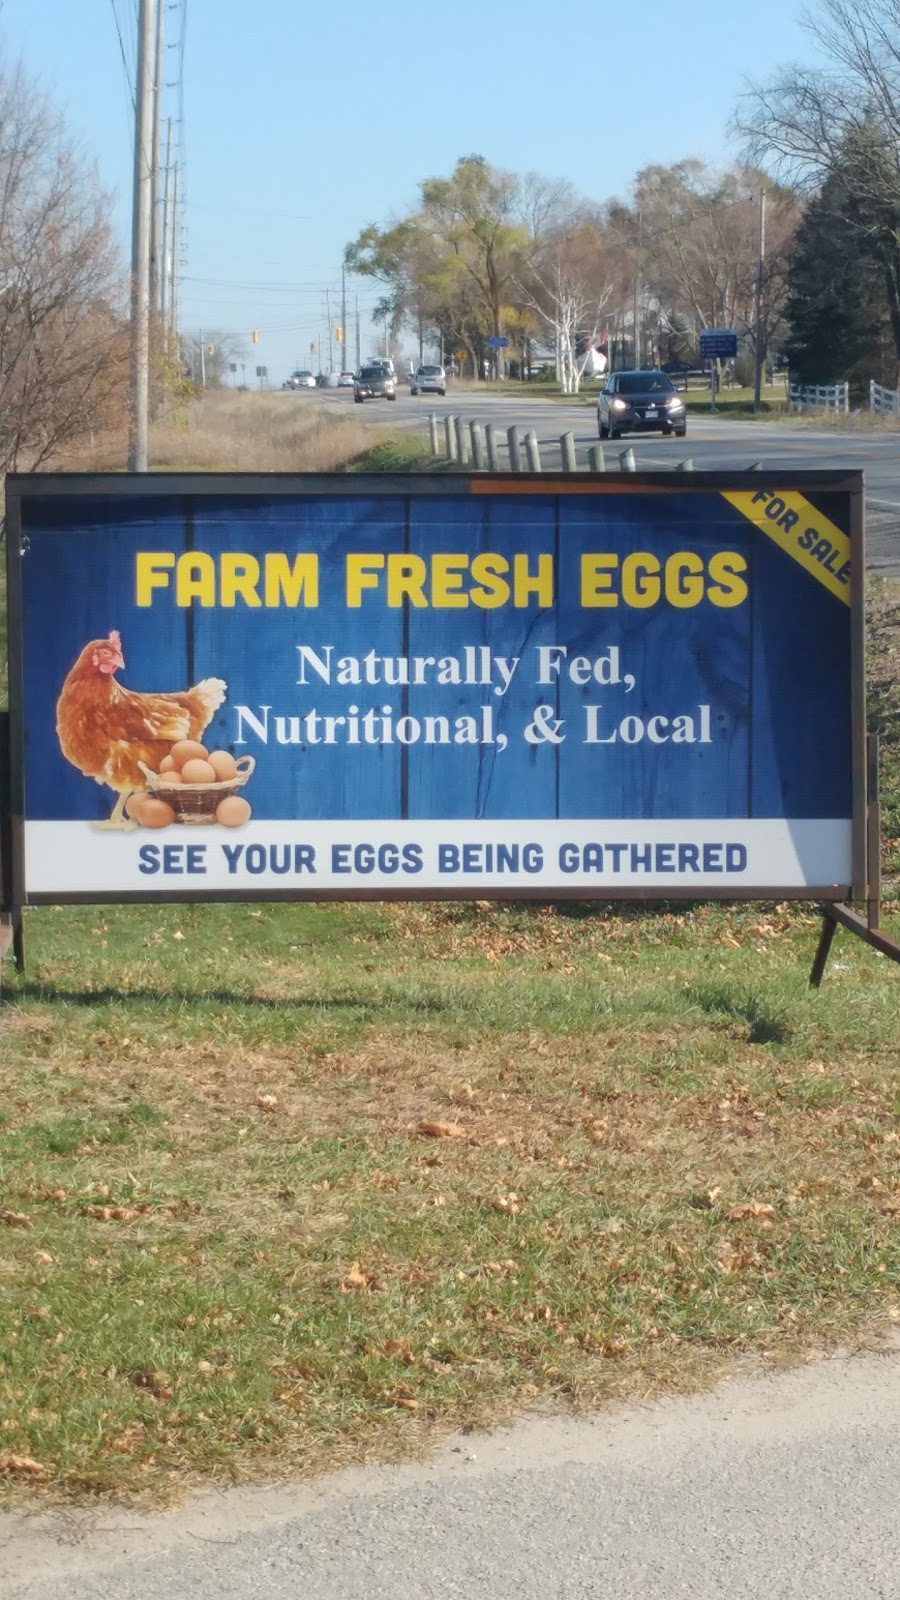 FOR SALE
FARM FRESH EGGS
Naturally Fed,
Nutritional, & Local
SEE YOUR EGGS BEING GATHERED